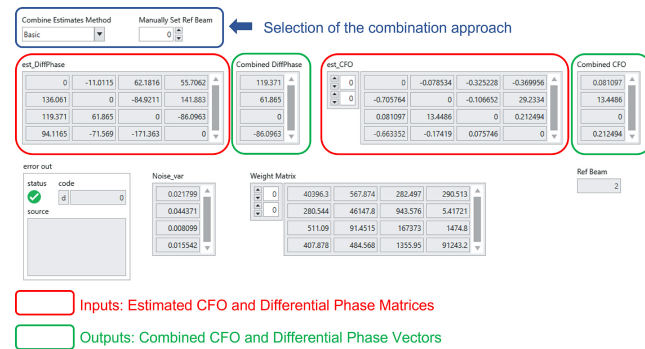 Combine Estimates Method Manually Set Ref Beam
Basic 0
Selection of the combination approach
est_DiffPhase Combined DiffPhase est_CFO Combined CFO
0 -11.0115 62.1816 55.7062 119.371 0 0 -0.078534 -0.325228 -0.369956 0.081097
136.061 0 -84.9211 141.883 61.865 0 -0.705764 0 -0.106652 29.2334 13.4486
119.371 61.865 0 -86.0963 0 0.081097 13.4486 0 0.212494 0
94.1165 -71.569 -171.363 0 -86.0963 -0.663352 -0.17419 0.075746 0 0.212494
error out
status code
d 0
source
Noise_var
0.021799
0.044371
0.008099
0.015542
Weight Matrix
0 40396.3 567.874 282.497 290.513
0 280.544 46147.8 943.576 5.41721
511.09 91.4515 167373 1474.8
407.878 484.568 1355.95 91243.2
Ref Beam
2
Inputs: Estimated CFO and Differential Phase Matrices
Outputs: Combined CFO and Differential Phase Vectors